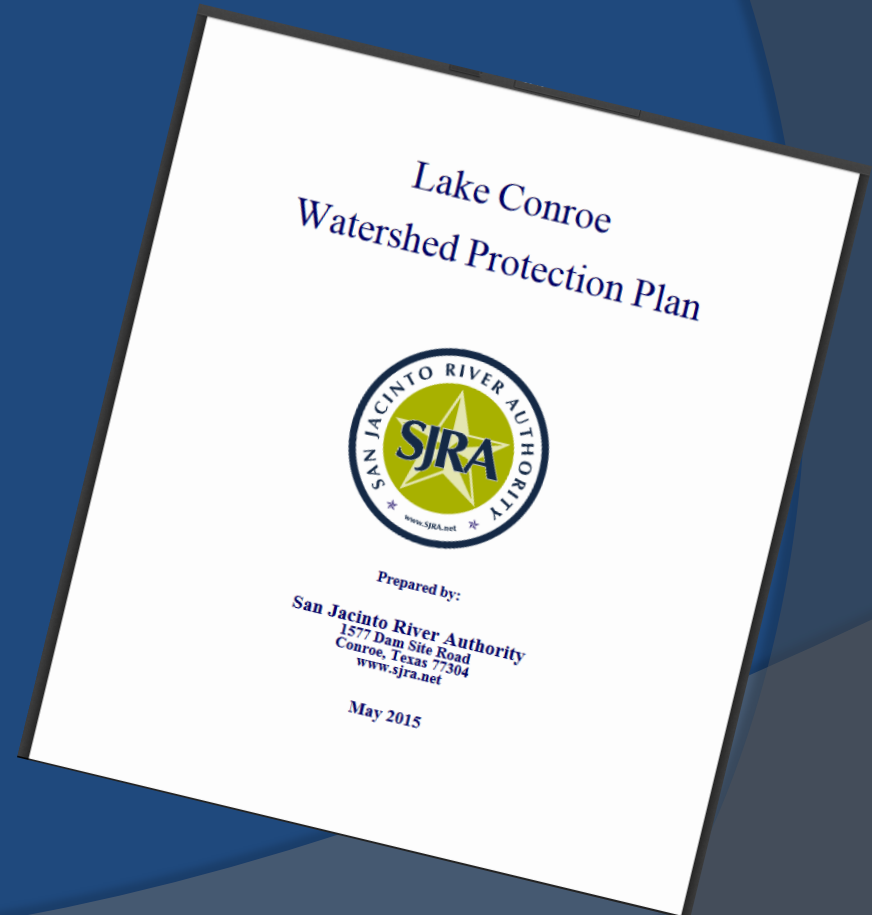 Lake Conroe
Watershed Protection Plan
SAN JACINTO RIVER AUTHORITY
SJRA
www.SJRA.net
Prepared by:
San Jacinto River Authority
1577 Dam Site Road
Conroe, Texas 77304
www.sjra.net
May 2015